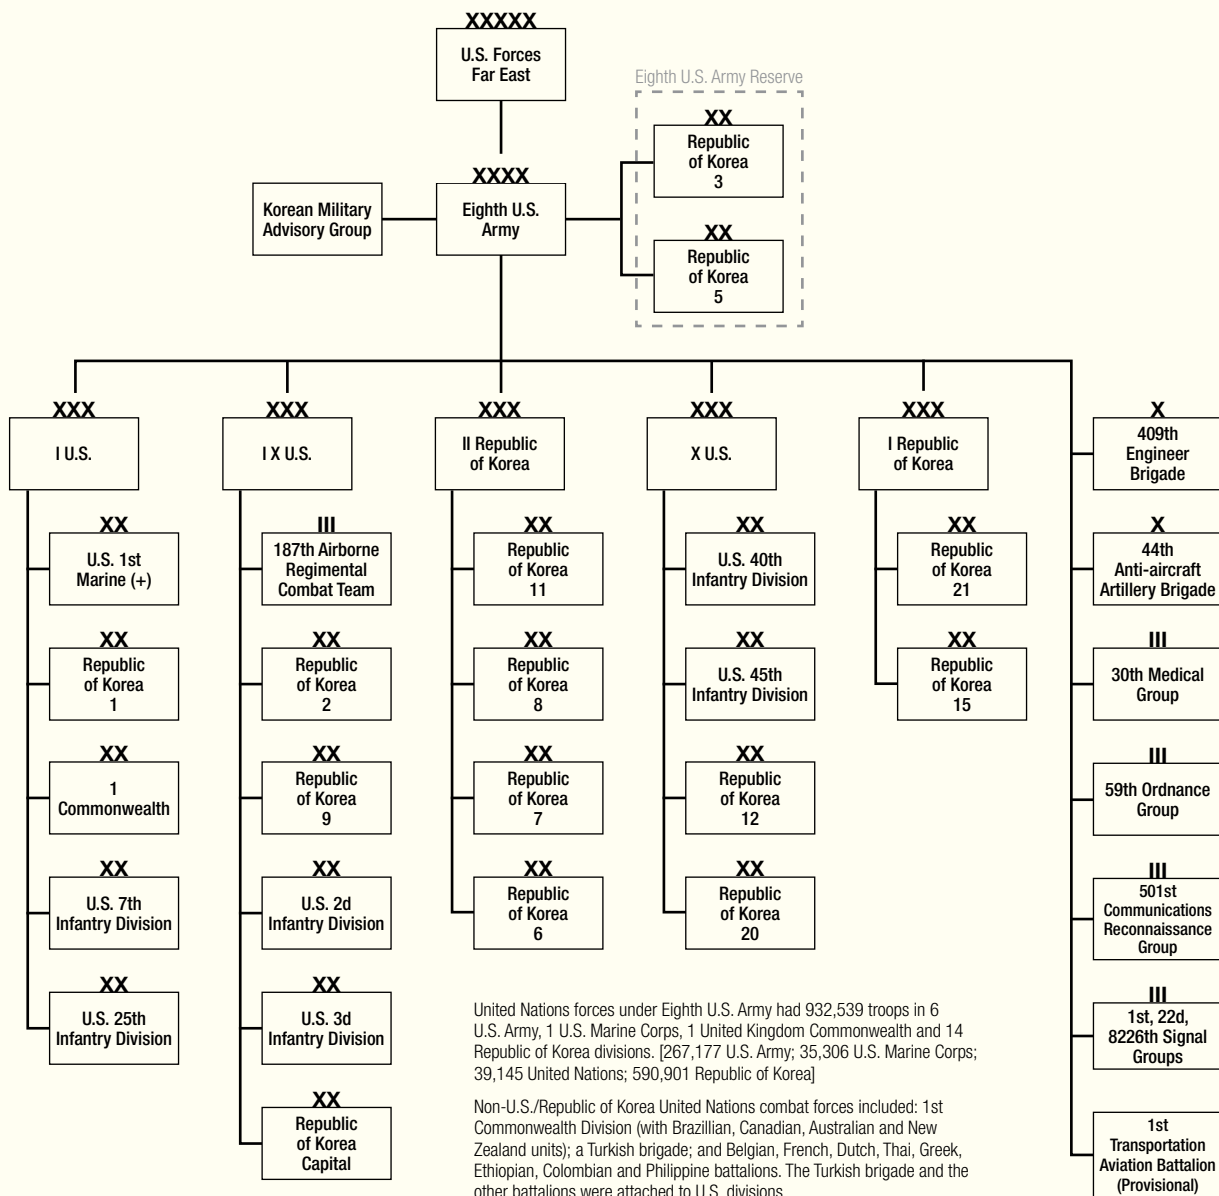 XXXXX
U.S. Forces
Far East
Eighth U.S. Army Reserve
XX
Republic
of Korea
3
XXXX
Korean Military
Advisory Group
Eighth U.S.
Army
XX
Republic
of Korea
5
XXX
I U.S.
XX
U.S. 1st
Marine (+)
XX
Republic
of Korea
1
XX
1
Commonwealth
XX
U.S. 7th
Infantry Division
XX
U.S. 25th
Infantry Division
XXX
I X U.S.
III
187th Airborne
Regimental
Combat Team
XX
Republic
of Korea
2
XX
Republic
of Korea
9
XX
U.S. 2d
Infantry Division
XX
U.S. 3d
Infantry Division
XX
Republic
of Korea
Capital
XXX
II Republic
of Korea
XX
Republic
of Korea
11
XX
Republic
of Korea
8
XX
Republic
of Korea
7
XX
Republic
of Korea
6
XXX
X U.S.
XX
U.S. 40th
Infantry Division
XX
U.S. 45th
Infantry Division
XX
Republic
of Korea
12
XX
Republic
of Korea
20
XXX
I Republic
of Korea
XX
Republic
of Korea
21
XX
Republic
of Korea
15
X
409th
Engineer
Brigade
X
44th
Anti-aircraft
Artillery Brigade
III
30th Medical
Group
III
59th Ordnance
Group
III
501st
Communications
Reconnaissance
Group
III
1st, 22d,
8226th Signal
Groups
1st
Transportation
Aviation Battalion
(Provisional)
United Nations forces under Eighth U.S. Army had 932,539 troops in 6
U.S. Army, 1 U.S. Marine Corps, 1 United Kingdom Commonwealth and 14
Republic of Korea divisions. [267,177 U.S. Army; 35,306 U.S. Marine Corps;
39,145 United Nations; 590,901 Republic of Korea]
Non-U.S./Republic of Korea United Nations combat forces included: 1st
Commonwealth Division (with Brazillian, Canadian, Australian and New
Zealand units); a Turkish brigade; and Belgian, French, Dutch, Thai, Greek,
Ethiopian, Colombian and Philippine battalions. The Turkish brigade and the
other battalions were attached to U.S. divisions